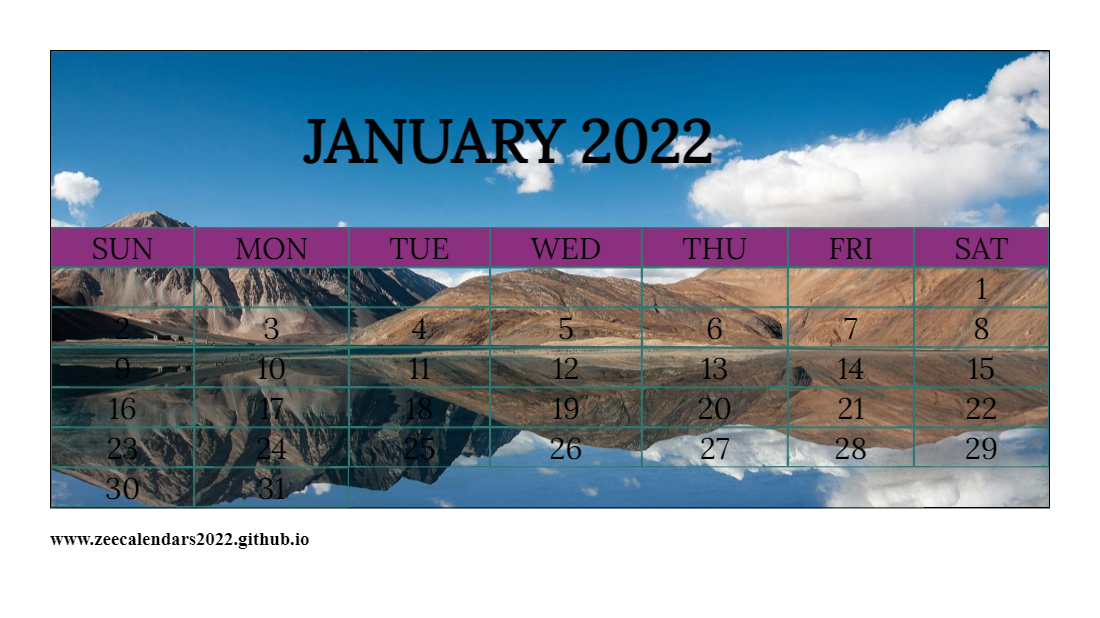 JANUARY 2022
SUN MON TUE WED THU FRI SAT
1
2 3 4 5 6 7 8
9 10 11 12 13 14 15
16 17 18 19 20 21 22
23 24 25 26 27 28 29
30 31
www.zeecalendars2022.github.io